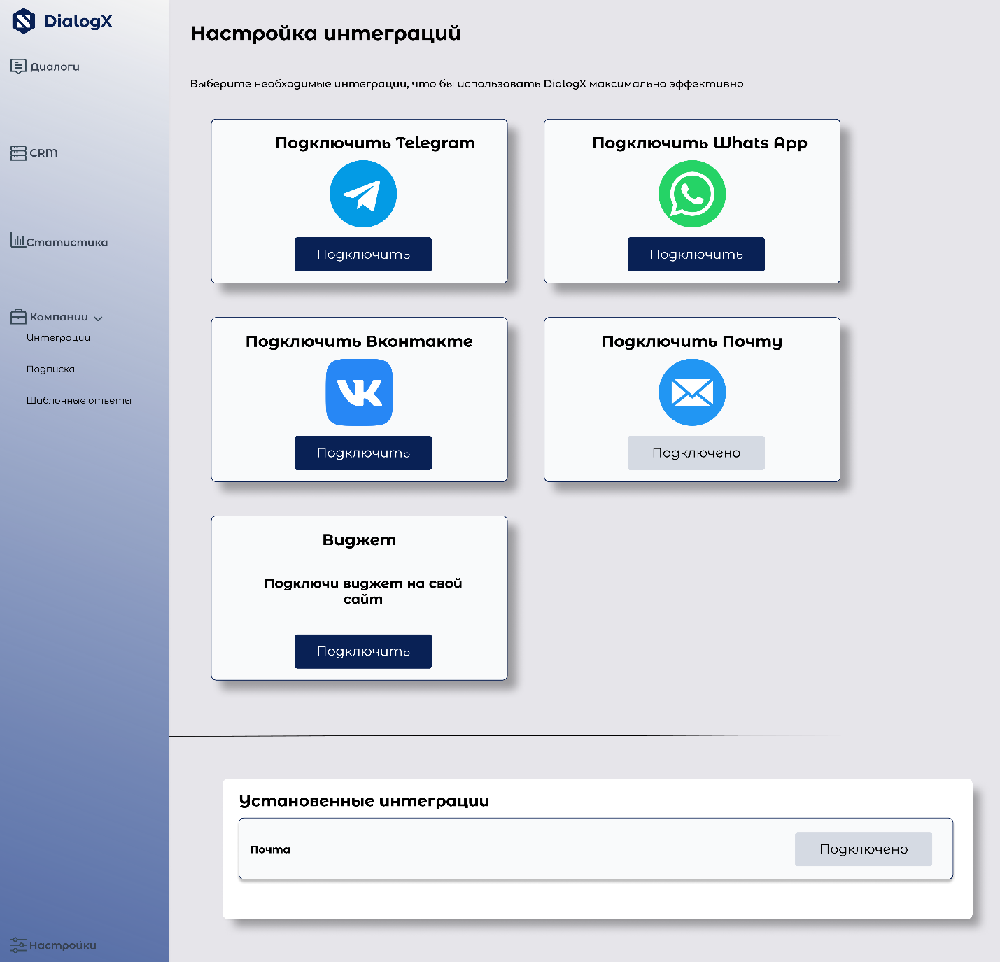 DialogX
Диалоги
CRM
Статистика
Компании
Интеграции
Подписка
Шаблонные ответы
Настройки
Настройка интеграций
Выберите необходимые интеграции, что бы использовать DialogX максимально эффективно
Подключить Telegram
Подключить
Подключить Whats App
Подключить
Подключить Вконтакте
Подключить
Подключить Почту
Подключено
Виджет
Подключи виджет на свой
сайт
Подключить
Установенные интеграции
Почта
Подключено